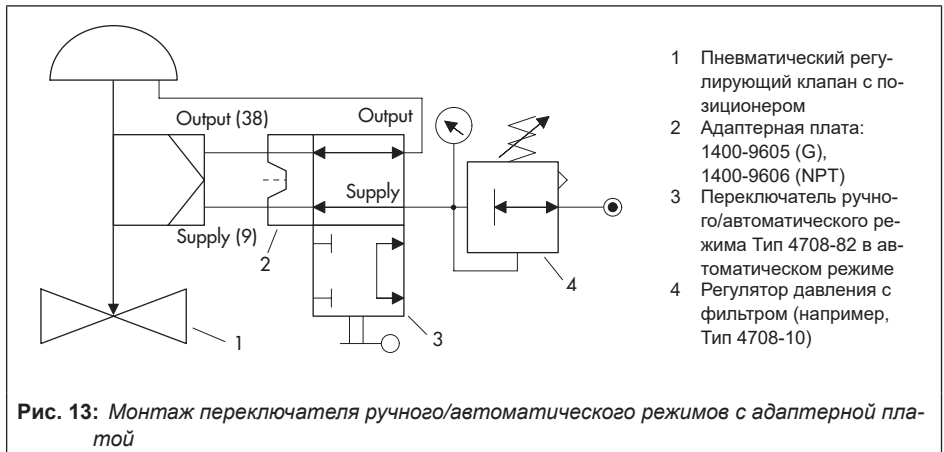 Output (38)
Output
Supply
Supply (9)
2
1
3
4
1 Пневматический регу-
лирующий клапан с по-
зиционером
2 Адаптерная плата:
1400-9605 (G),
1400-9606 (NPT)
3 Переключатель ручно-
го/автоматического ре-
жима Тип 4708-82 в ав-
томатическом режиме
4 Регулятор давления с
фильтром (например,
Тип 4708-10)
Рис. 13: Монтаж переключателя ручного/автоматического режимов с адаптерной пла-
той